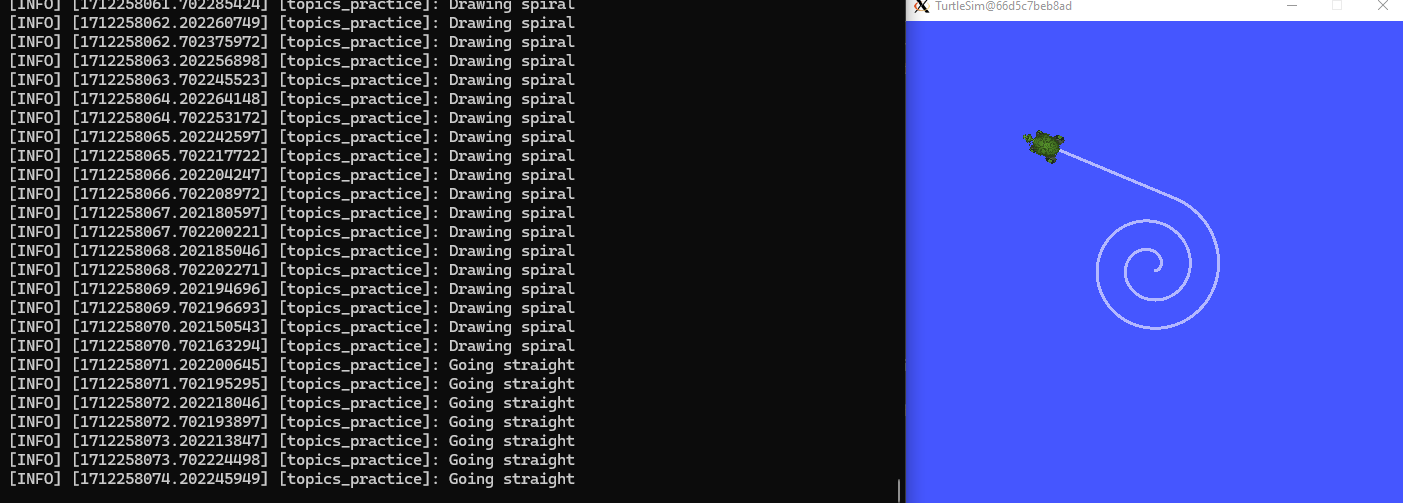 [INFO] [1712258061.702285424] [topics_practice]: Drawing spiral
[INFO] [1712258062.202260749] [topics_practice]: Drawing spiral
[INFO] [1712258062.702375972] [topics_practice]: Drawing spiral
[INFO] [1712258063.202256898] [topics_practice]: Drawing spiral
[INFO] [1712258063.702245523] [topics_practice]: Drawing spiral
[INFO] [1712258064.202264148] [topics_practice]: Drawing spiral
[INFO] [1712258064.702253172] [topics_practice]: Drawing spiral
[INFO] [1712258065.202242597] [topics_practice]: Drawing spiral
[INFO] [1712258065.702217722] [topics_practice]: Drawing spiral
[INFO] [1712258066.202204247] [topics_practice]: Drawing spiral
[INFO] [1712258066.702208972] [topics_practice]: Drawing spiral
[INFO] [1712258067.202180597] [topics_practice]: Drawing spiral
[INFO] [1712258067.702200221] [topics_practice]: Drawing spiral
[INFO] [1712258068.202185046] [topics_practice]: Drawing spiral
[INFO] [1712258068.702202271] [topics_practice]: Drawing spiral
[INFO] [1712258069.202194696] [topics_practice]: Drawing spiral
[INFO] [1712258069.702196693] [topics_practice]: Drawing spiral
[INFO] [1712258070.202150543] [topics_practice]: Drawing spiral
[INFO] [1712258070.702163294] [topics_practice]: Drawing spiral
[INFO] [1712258071.202200645] [topics_practice]: Going straight
[INFO] [1712258071.702195295] [topics_practice]: Going straight
[INFO] [1712258072.202218046] [topics_practice]: Going straight
[INFO] [1712258072.702193897] [topics_practice]: Going straight
[INFO] [1712258073.202213847] [topics_practice]: Going straight
[INFO] [1712258073.702224498] [topics_practice]: Going straight
[INFO] [1712258074.202245949] [topics_practice]: Going straight
TurtleSim@66d5c7beb8ad